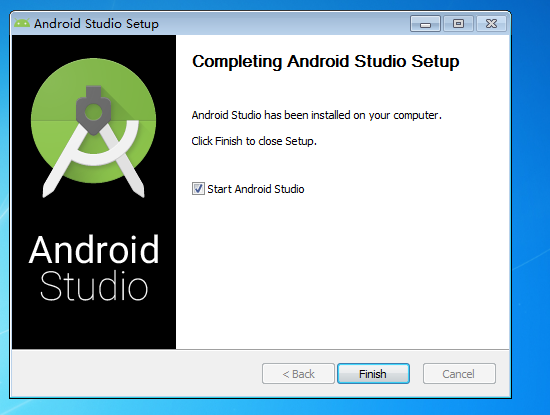 Android Studio Setup
Completing Android Studio Setup
Android Studio has been installed on your computer.
Click Finish to close Setup.
Start Android Studio
Android
Studio
< Back
Finish
Cancel